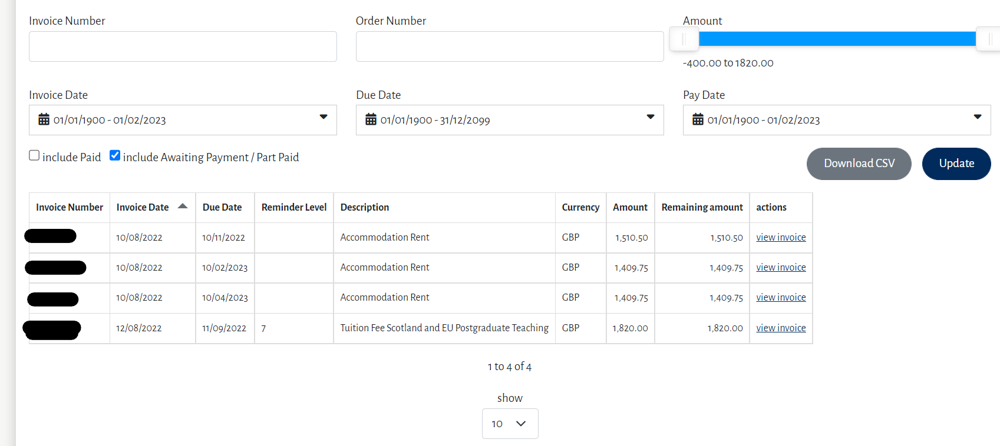 Invoice Number Order Number Amount
-400.00 to 1820.00
Invoice Date Due Date Pay Date
01/01/1900 - 01/02/2023 01/01/1900 - 31/12/2099 01/01/1900 - 01/02/2023
include Paid include Awaiting Payment / Part Paid Download CSV Update
Invoice Number Invoice Date Due Date Reminder Level Description Currency Amount Remaining amount actions
10/08/2022 10/11/2022 Accommodation Rent GBP 1,510.50 1,510.50 view invoice
10/08/2022 10/02/2023 Accommodation Rent GBP 1,409.75 1,409.75 view invoice
10/08/2022 10/04/2023 Accommodation Rent GBP 1,409.75 1,409.75 view invoice
12/08/2022 11/09/2022 7 Tuition Fee Scotland and EU Postgraduate Teaching GBP 1,820.00 1,820.00 view invoice
1 to 4 of 4
show
10